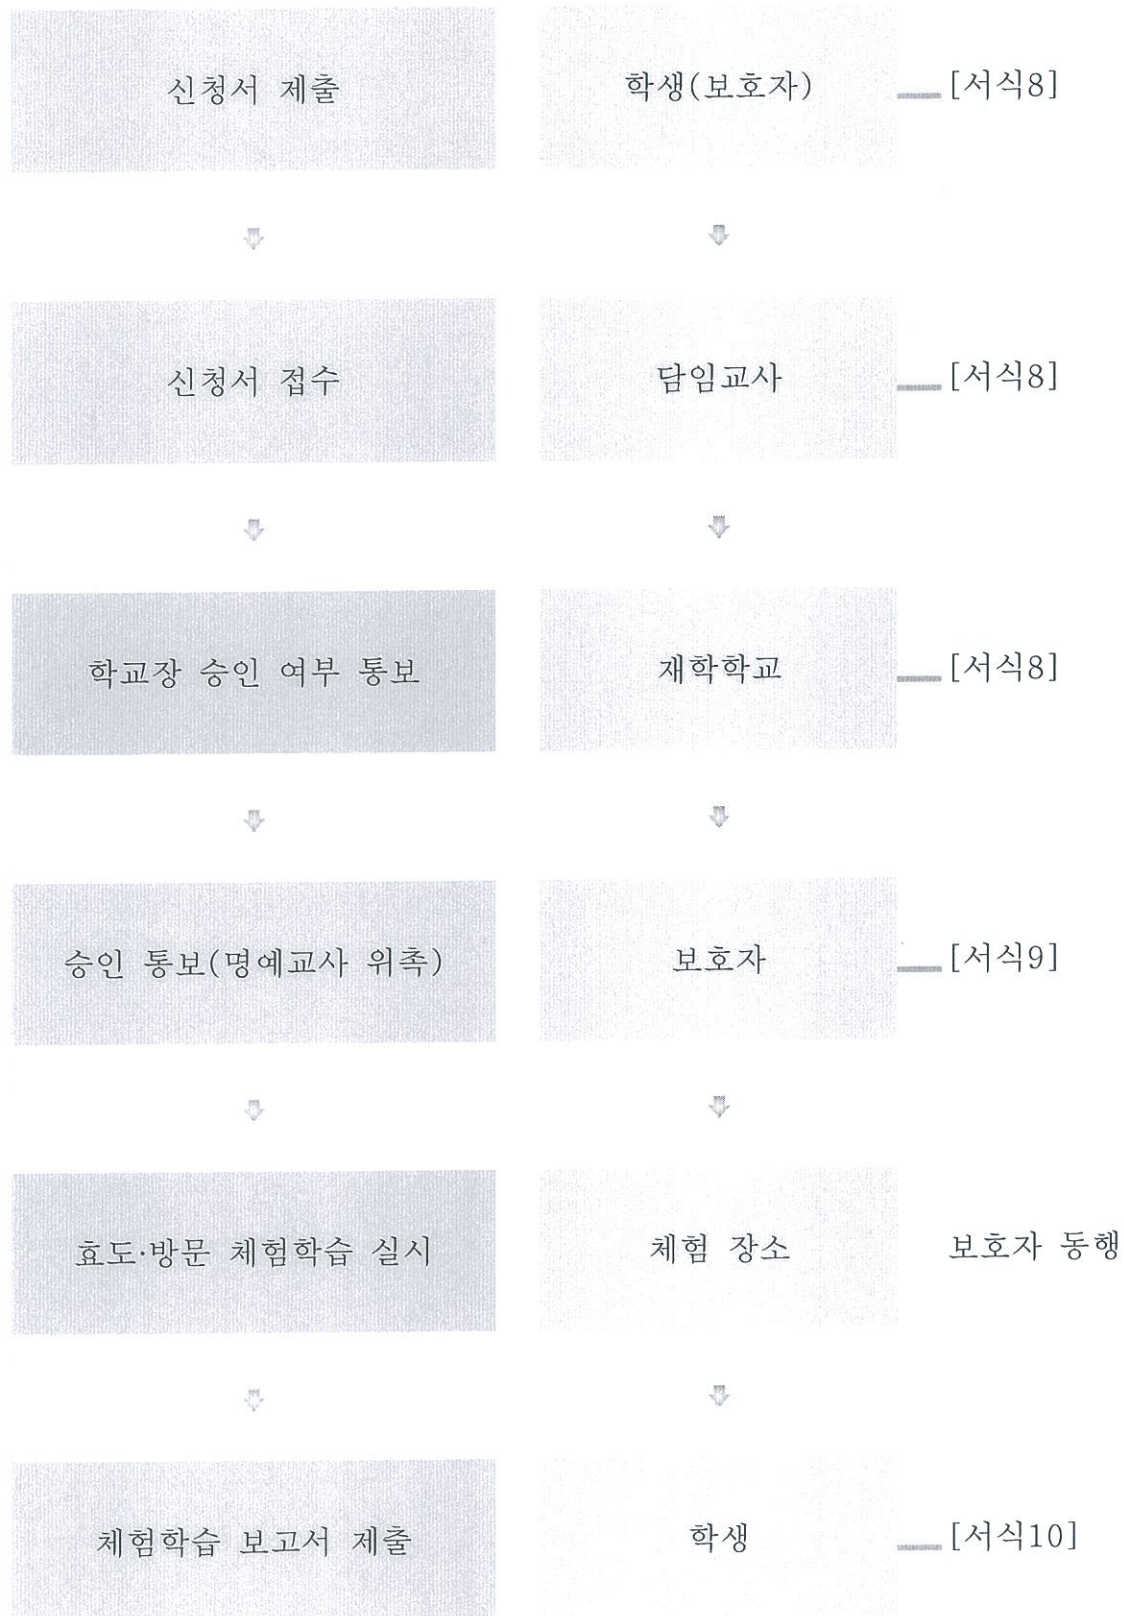 신청서 제출 학생(보호자) [서식8]
신청서 접수 담임교사 [서식8]
학교장 승인 여부 통보 재학학교 [서식8]
승인 통보(명예교사 위촉) 보호자 [서식9]
효도·방문 체험학습 실시 체험 장소 보호자 동행
체험학습 보고서 제출 학생 [서식10]